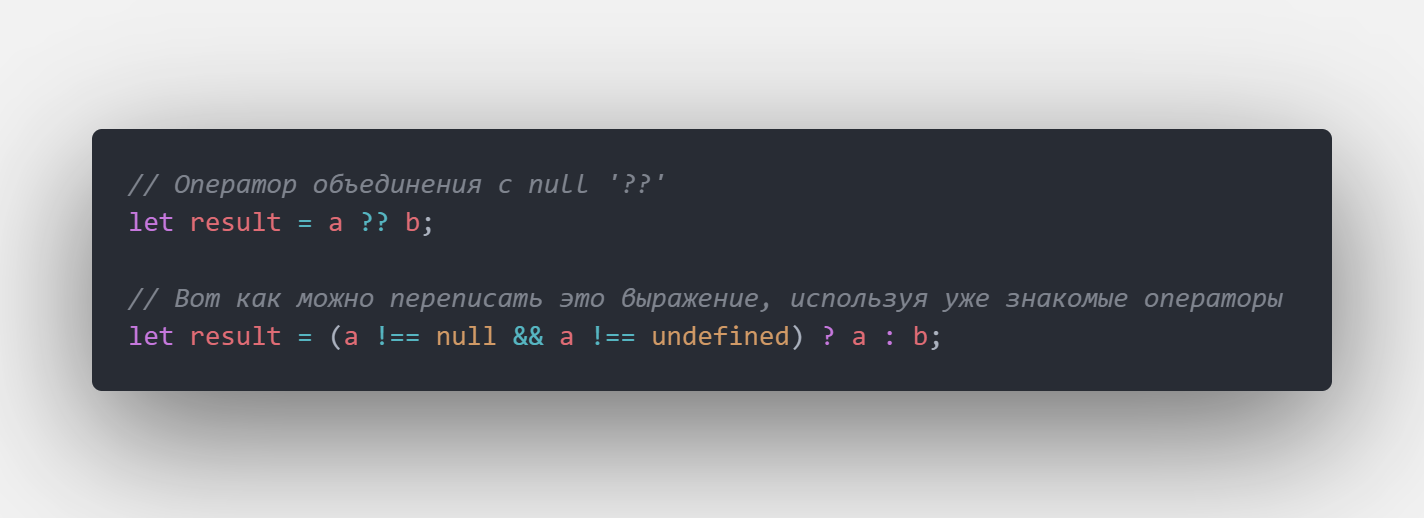 // Оператор объединения с null '??'
let result = a ?? b;
// Вот как можно переписать это выражение, используя уже знакомые операторы
let result = (a !== null && a !== undefined) ? a : b;